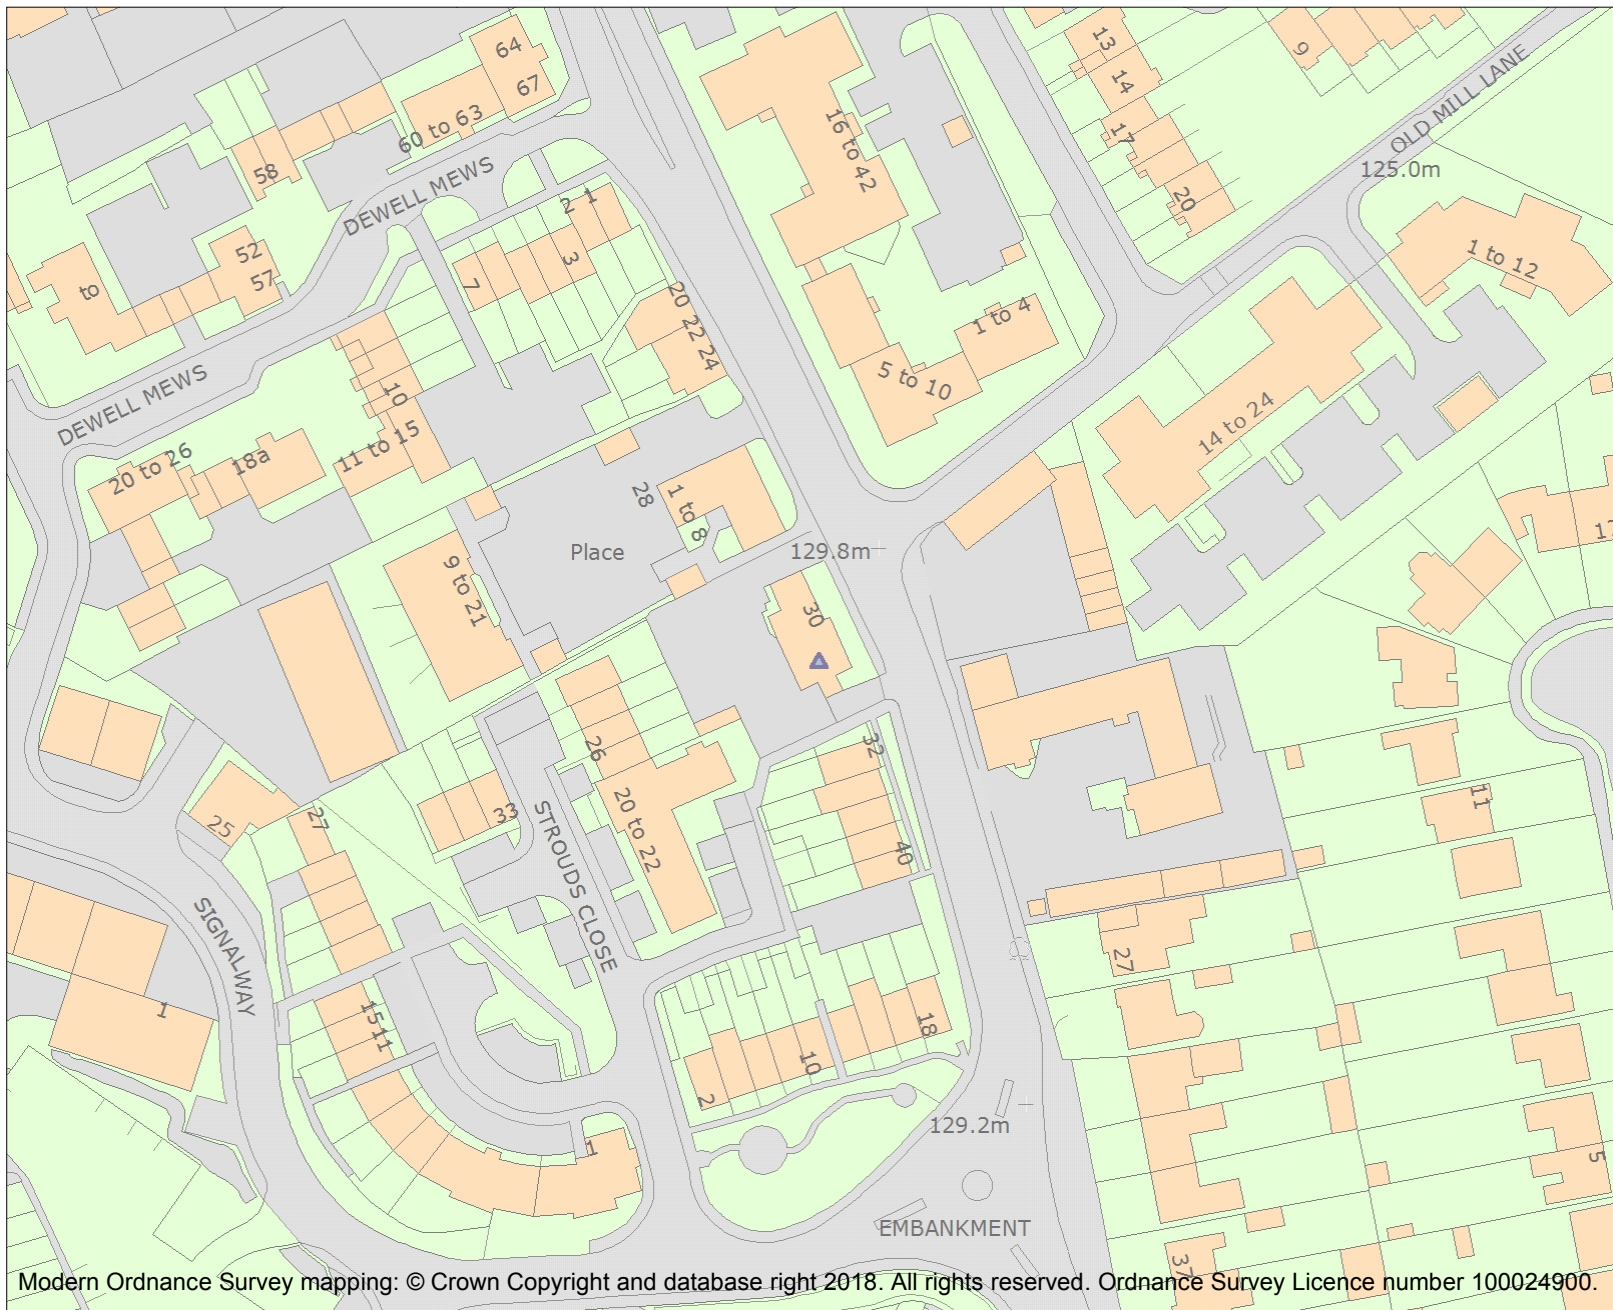 64
67
60 to 63
58
DEWELL MEWS
52
57
to
2 1
3
7
20 22 24
16 to 42
13
14
17
20
9
OLD MILL LANE
125.0m
1 to 12
1 to 4
5 to 10
14 to 24
DEWELL MEWS
10
11 to 15
18a
20 to 26
28
1 to 8
Place
129.8m
9 to 21
30
26
33
20 to 22
STROUDS CLOSE
32
40
25
27
SIGNALWAY
1
1511
1
2
10
18
129.2m
EMBANKMENT
27
37
11
5
Modern Ordnance Survey mapping: © Crown Copyright and database right 2018. All rights reserved. Ordnance Survey Licence number 100024900.